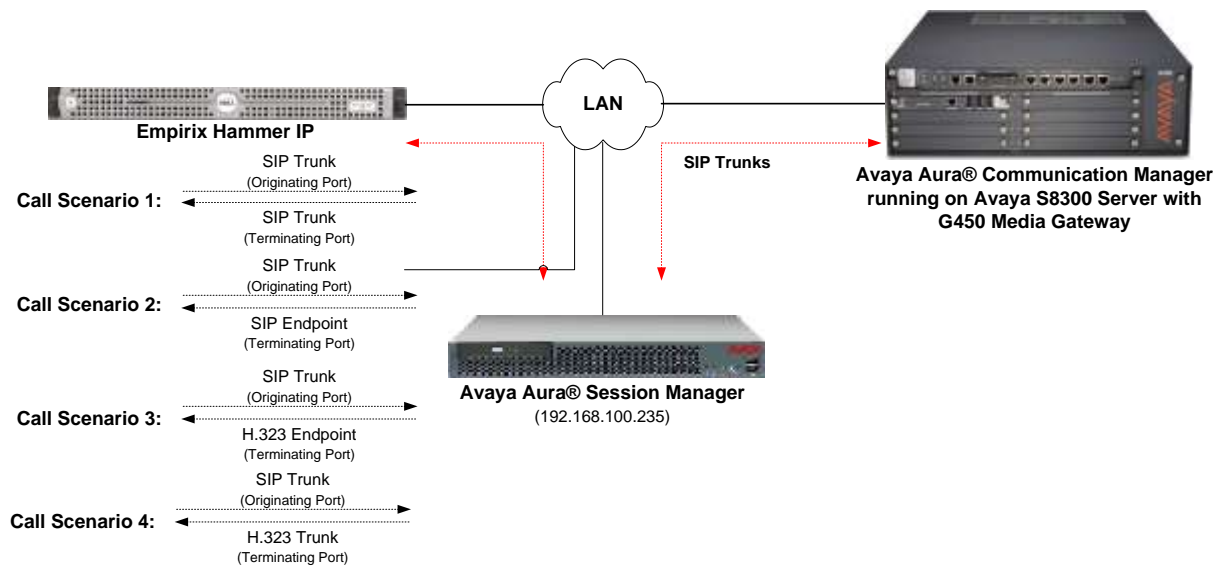 LAN
Empirix Hammer IP
SIP Trunks
AVAYA
Avaya Aura® Communication Manager
running on Avaya S8300 Server with
G450 Media Gateway
Call Scenario 1:
SIP Trunk
(Originating Port)
SIP Trunk
(Terminating Port)
Call Scenario 2:
SIP Trunk
(Originating Port)
SIP Endpoint
(Terminating Port)
Avaya Aura® Session Manager
(192.168.100.235)
Call Scenario 3:
SIP Trunk
(Originating Port)
H.323 Endpoint
(Terminating Port)
Call Scenario 4:
SIP Trunk
(Originating Port)
H.323 Trunk
(Terminating Port)